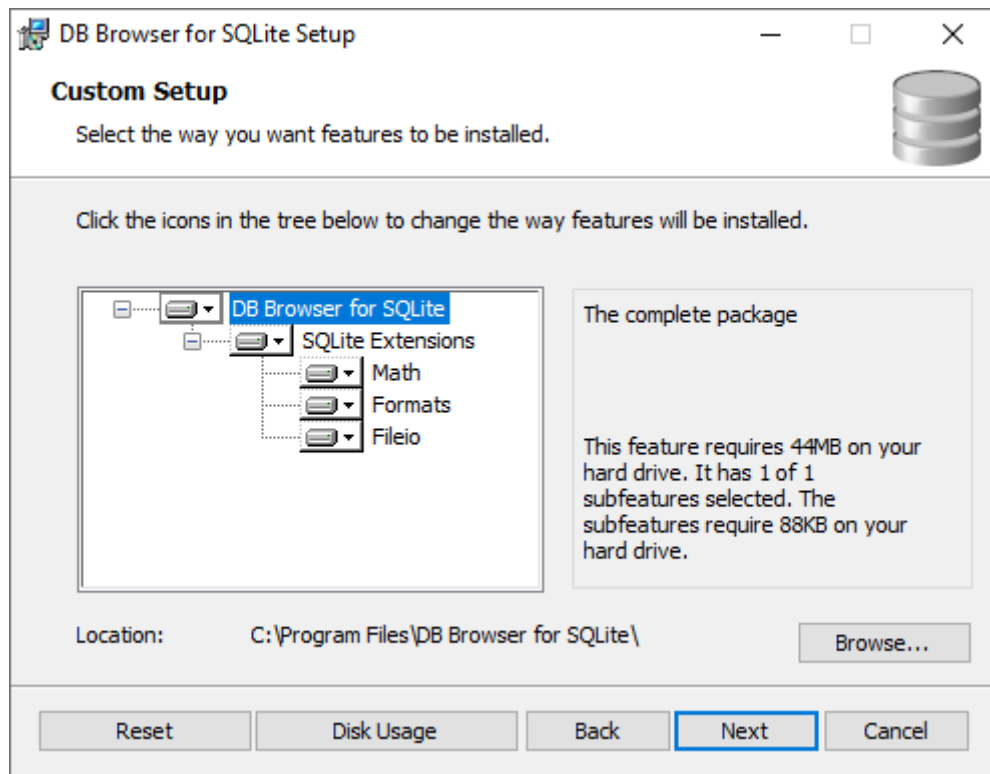 DB Browser for SQLite Setup
Custom Setup
Select the way you want features to be installed.
Click the icons in the tree below to change the way features will be installed.
DB Browser for SQLite
SQLite Extensions
Math
Formats
Fileio
The complete package
This feature requires 44MB on your
hard drive. It has 1 of 1
subfeatures selected. The
subfeatures require 88KB on your
hard drive.
Location: C:\Program Files\DB Browser for SQLite\
Browse...
Reset Disk Usage Back Next Cancel